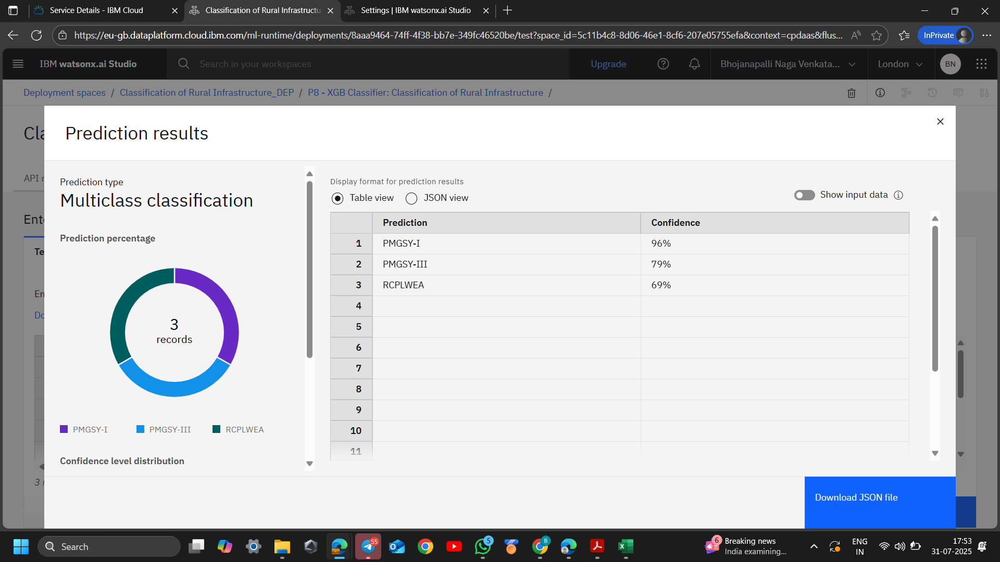 Service Details - IBM Cloud
Classification of Rural Infrastructu
Settings | IBM watsonx.ai Studio
https://eu-gb.dataplatform.cloud.ibm.com/ml-runtime/deployments/8aaa9464-74ff-4f38-bb7e-349fc46520be/test?space_id=5c11b4c8-8d06-46e1-8cf6-207e05755efa&context=cpdaas&flus...
InPrivate
IBM watsonx.ai Studio
Search in your workspaces
Upgrade
Bhojanapalli Naga Venkata...
London
BN
Deployment spaces / Classification of Rural Infrastructure_DEP / P8 - XGB Classifier: Classification of Rural Infrastructure /
Cla
Prediction results
API r
Prediction type
Multiclass classification
Display format for prediction results
Table view
JSON view
Show input data
Ente
Te
En
Do
3 r
Prediction percentage
3
records
PMGSY-I
PMGSY-III
RCPLWEA
Confidence level distribution
Prediction Confidence
1 PMGSY-I 96%
2 PMGSY-III 79%
3 RCPLWEA 69%
4
5
6
7
8
9
10
11
Download JSON file
Search
55
5
B
6
Breaking news
India examining...
ENG
IN
17:53
31-07-2025